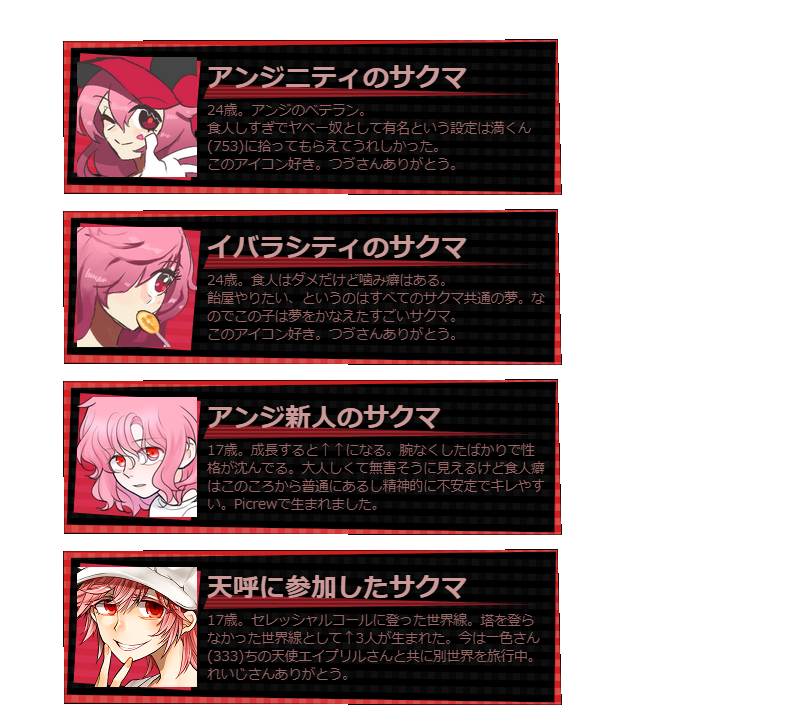 アンジニティのサクマ
24歳。アンジのベテラン。
食人しすぎでヤベー奴として有名という設定は満くん
(753)に拾ってもらえてうれしかった。
このアイコン好き。つづさんありがとう。
イバラシティのサクマ
24歳。食人はダメだけど噛み癖はある。
飴屋やりたい、というのはすべてのサクマ共通の夢。な
のでこの子は夢をかなえたすごいサクマ。
このアイコン好き。つづさんありがとう。
アンジ新人のサクマ
17歳。成長すると↑↑になる。腕なくしたばかりで性
格が沈んでる。大人しくて無害そうに見えるけど食人癖
はこのころから普通にあるし精神的に不安定でキレやす
い。Picrewで生まれました。
天呼に参加したサクマ
17歳。セレッシャルコールに登った世界線。塔を登ら
なかった世界線として↑3人が生まれた。今は一色さん
(333)ちの天使エイプリルさんと共に別世界を旅行中。
れいじさんありがとう。